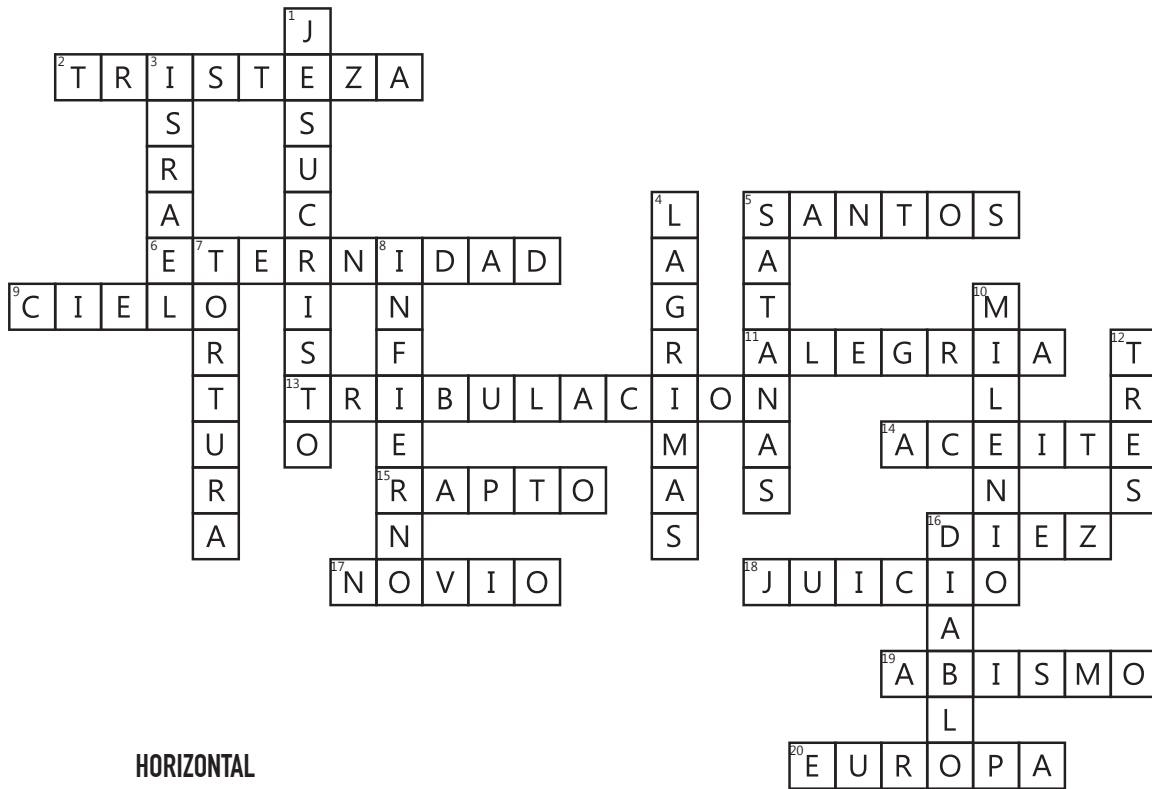 1 J
2 T R 3 I S T E Z A
S S
R U
A C 4 L 5 S A N T O S
6 E 7 T E R N 8 I D A D A A
9 C I E L O I N G T 10 M
R S F R 11 A L E G R I A 12 T
T 13 T R I B U L A C I O N L R
U O E M A 14 A C E I T E
R 15 R A P T O A S N S
A N S 16 D I E Z
17 N O V I O 18 J U I C I O
A
19 A B I S M O
L
20 E U R O P A
HORIZONTAL